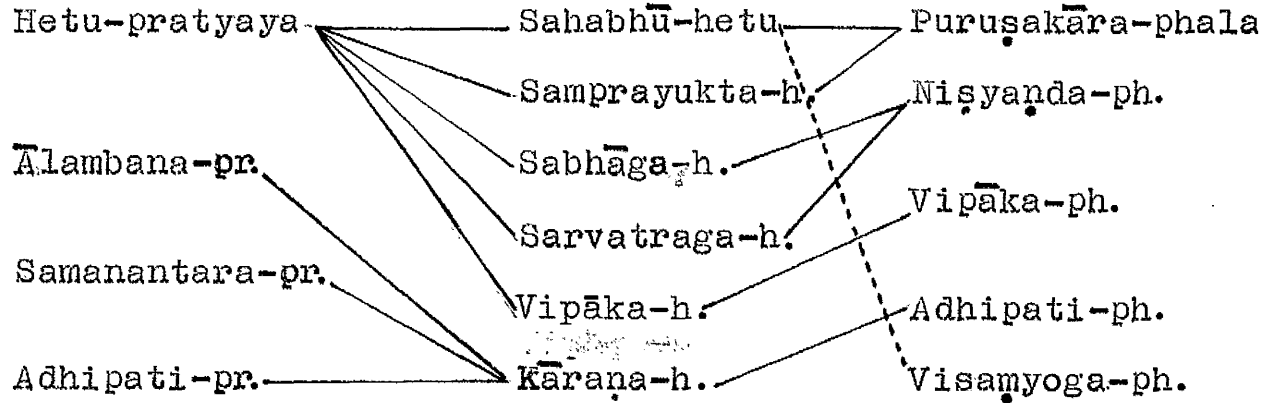 Hetu-pratyaya Sahabhū-hetu Puruṣakāra-phala
Samprayukta-h. Niṣyaṇda-ph.
Ālambana-pr. Sabhāga-h.
Vipāka-ph.
Sarvatraga-h.
Samanantara-pr.
Vipāka-h. Adhipati-ph.
Adhipati-pr. Kāraṇa-h. Visaṃyoga-ph.